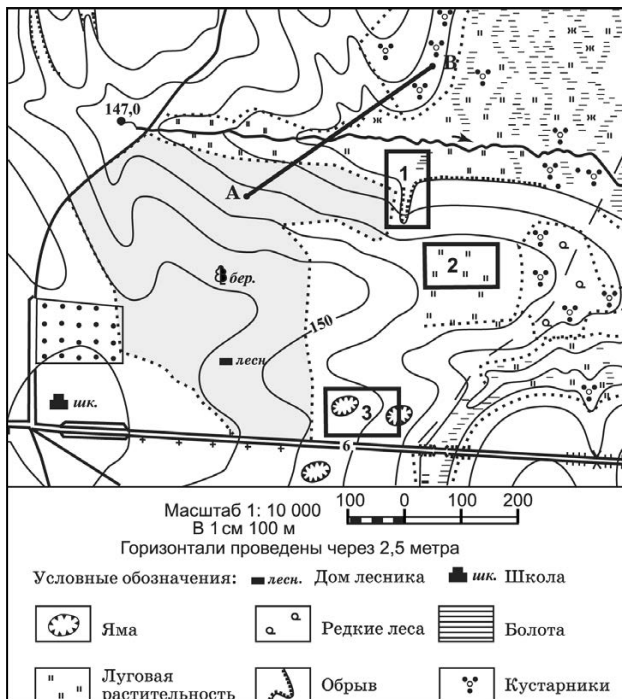 B
147,0
1
A
2
бер.
150
лесн.
3
шк.
6
Масштаб 1: 10 000
В 1см 100 м
100 0 100 200
Горизонтали проведены через 2,5 метра
Условные обозначения: лесн. Дом лесника шк. Школа
Яма Редкие леса Болота
Луговая растительность Обрыв Кустарники